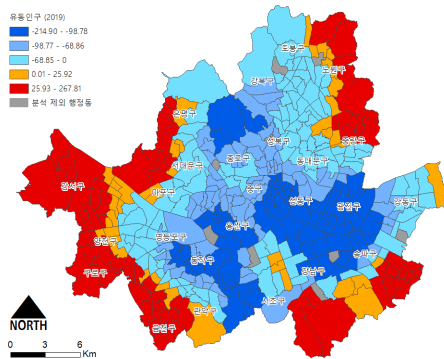 유동인구 (2019)
-214.90 - -98.78
-98.77 - -68.86
-68.85 - 0
0.01 - 25.92
25.93 - 267.81
분석 제외 행정동
도봉구
노원구
강북구
은평구
성북구
중랑구
종로구
서대문구
동대문구
강서구
마포구
중구
성동구
광진구
강동구
용산구
양천구
영등포구
송파구
동작구
강남구
구로구
서초구
관악구
금천구
NORTH
0 3 6
Km